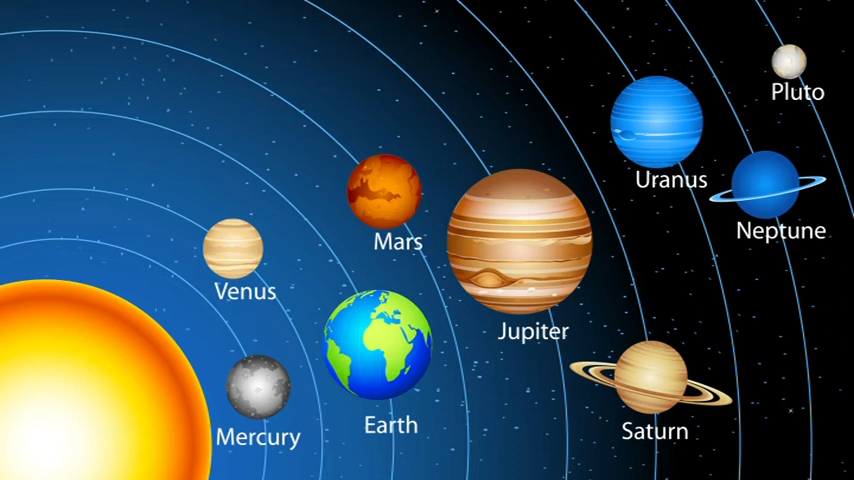 Pluto
Uranus
Neptune
Mars
Venus
Jupiter
Earth
Saturn
Mercury